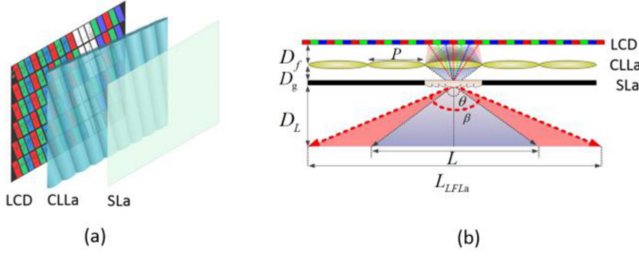 LCD CLLa SLa
(a)
P
LCD
D_f
CLLa
D_g
SLa
θ
β
D_L
L
L_LFLa
(b)